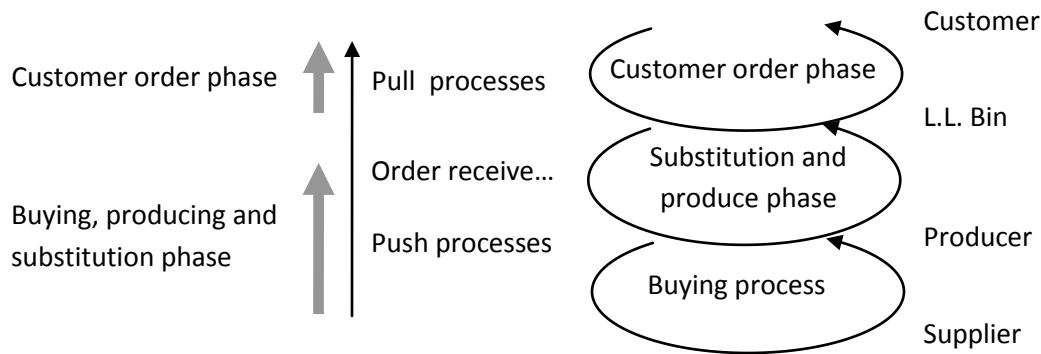 Customer order phase
Buying, producing and
substitution phase
Pull processes
Order receive...
Push processes
Customer order phase
Substitution and
produce phase
Buying process
Customer
L.L. Bin
Producer
Supplier